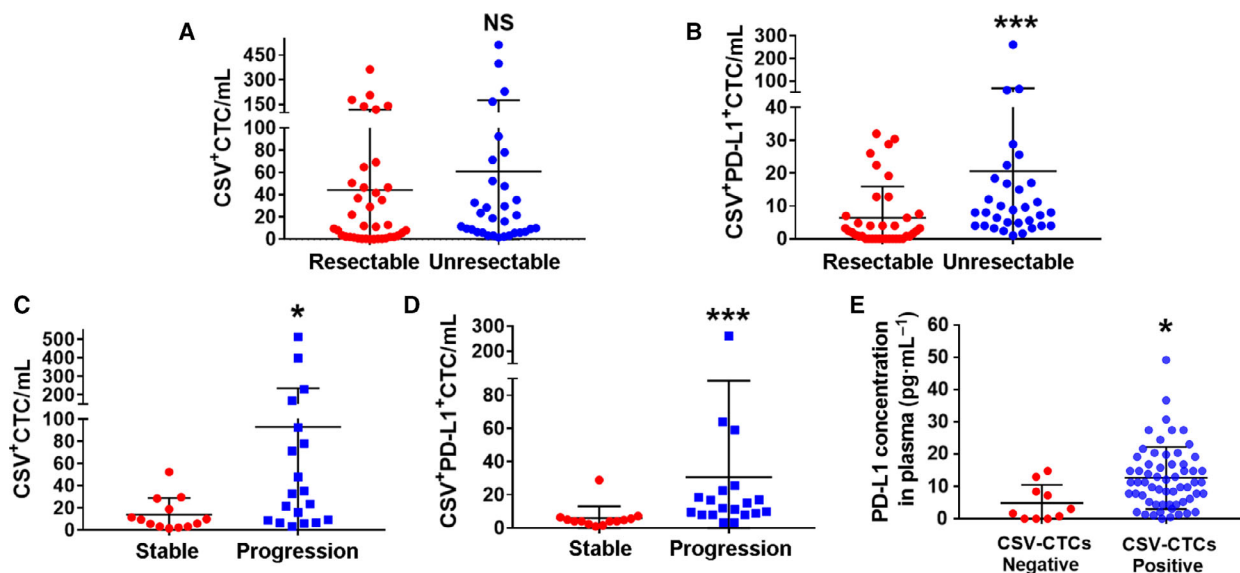 A
NS
CSV⁺CTC/mL
450
300
150
100
80
60
40
20
0
Resectable Unresectable
B
***
CSV⁺PD-L1⁺CTC/mL
300
200
100
40
30
20
10
0
Resectable Unresectable
C
*
CSV⁺CTC/mL
500
400
300
200
100
80
60
40
20
0
Stable Progression
D
***
CSV⁺PD-L1⁺CTC/mL
300
200
80
60
40
20
0
Stable Progression
E
*
PD-L1 concentration
in plasma (pg·mL⁻¹)
60
50
40
30
20
10
0
CSV-CTCs CSV-CTCs
Negative Positive